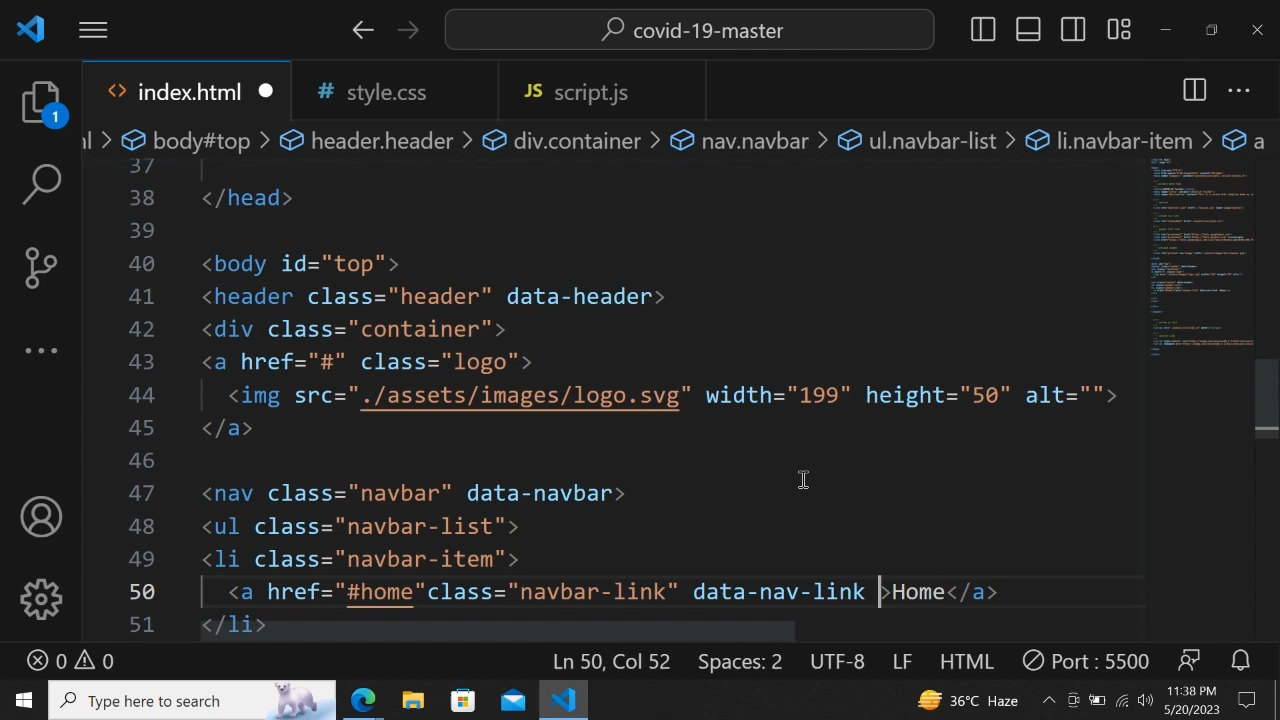 covid-19-master
1
index.html
style.css
JS script.js
body#top
header.header
div.container
nav.navbar
ul.navbar-list
li.navbar-item
a
37
38 </head>
39
40 <body id="top">
41 <header class="header" data-header>
42 <div class="container">
43 <a href="#" class="logo">
44 <img src="./assets/images/logo.svg" width="199" height="50" alt="">
45 </a>
46
47 <nav class="navbar" data-navbar>
48 <ul class="navbar-list">
49 <li class="navbar-item">
50 <a href="#home"class="navbar-link" data-nav-link >Home</a>
51 </li>
0 0 Ln 50, Col 52 Spaces: 2 UTF-8 LF HTML Port : 5500
Type here to search
36°C Haze
11:38 PM
5/20/2023